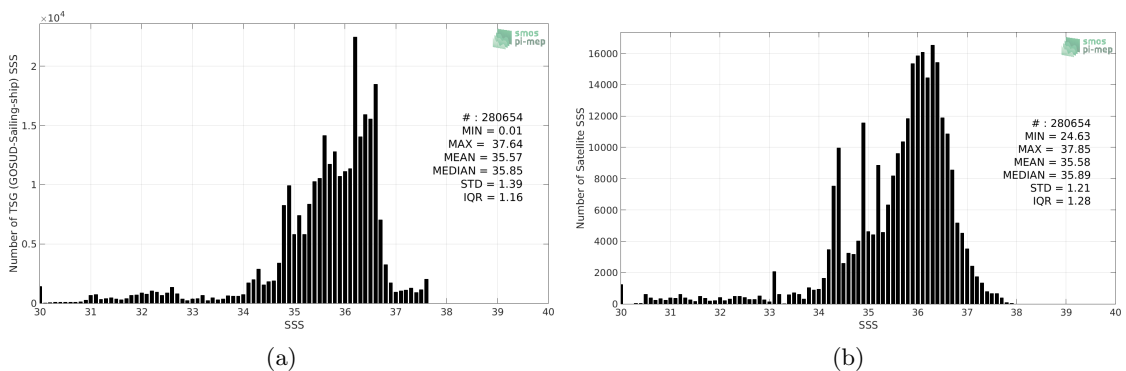 ×10⁴
Number of TSG (GOSUD-Sailing-ship) SSS
2
1.5
1
0.5
0
30 31 32 33 34 35 36 37 38 39 40
SSS
smos
pi-mep
# : 280654
MIN = 0.01
MAX = 37.64
MEAN = 35.57
MEDIAN = 35.85
STD = 1.39
IQR = 1.16
(a)
Number of Satellite SSS
16000
14000
12000
10000
8000
6000
4000
2000
0
30 31 32 33 34 35 36 37 38 39 40
SSS
smos
pi-mep
# : 280654
MIN = 24.63
MAX = 37.85
MEAN = 35.58
MEDIAN = 35.89
STD = 1.21
IQR = 1.28
(b)